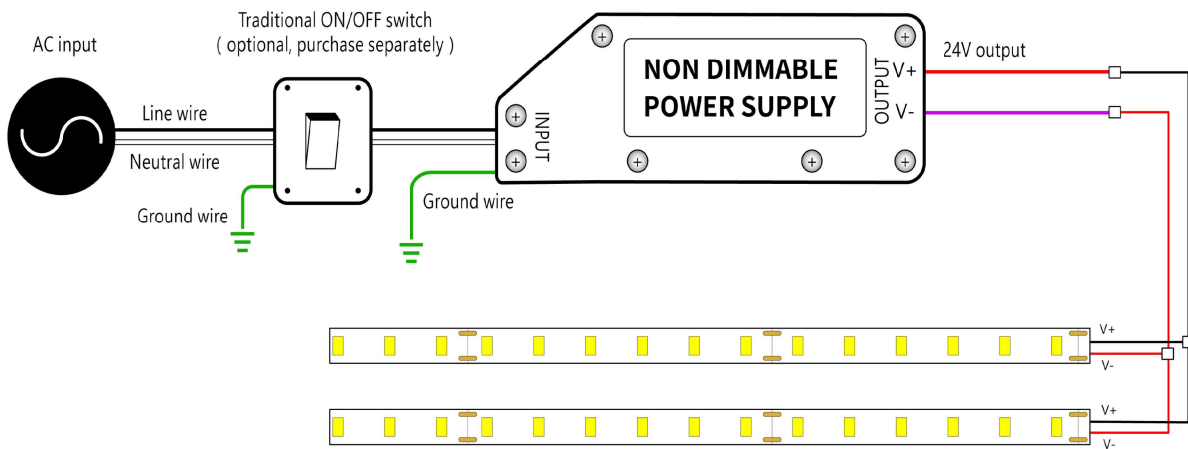 AC input
Traditional ON/OFF switch
( optional, purchase separately )
Line wire
Neutral wire
Ground wire
Ground wire
INPUT
NON DIMMABLE
POWER SUPPLY
OUTPUT
V+
V-
24V output
V+
V-
V+
V-